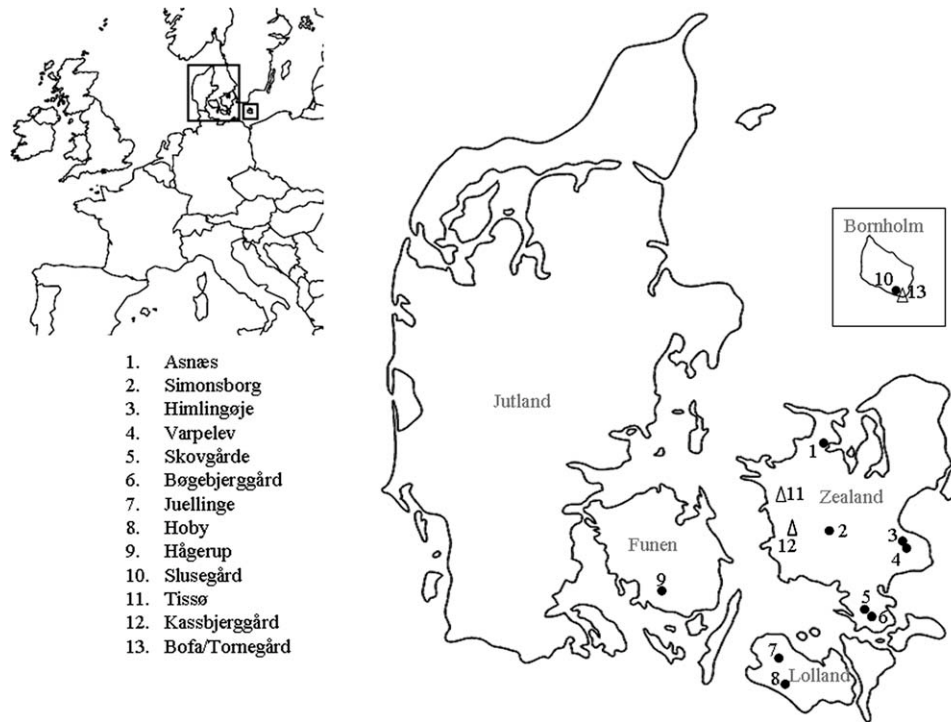 1. Asnæs
2. Simonsborg
3. Himlingøje
4. Varpelev
5. Skovgårde
6. Bøgebjerggård
7. Juellinge
8. Hoby
9. Hågerup
10. Slusegård
11. Tissø
12. Kassbjerggård
13. Bofa/Tornegård
Bornholm
10
13
Jutland
1
11
Zealand
2
3
12
4
Funen
9
5
6
7
8
Lolland